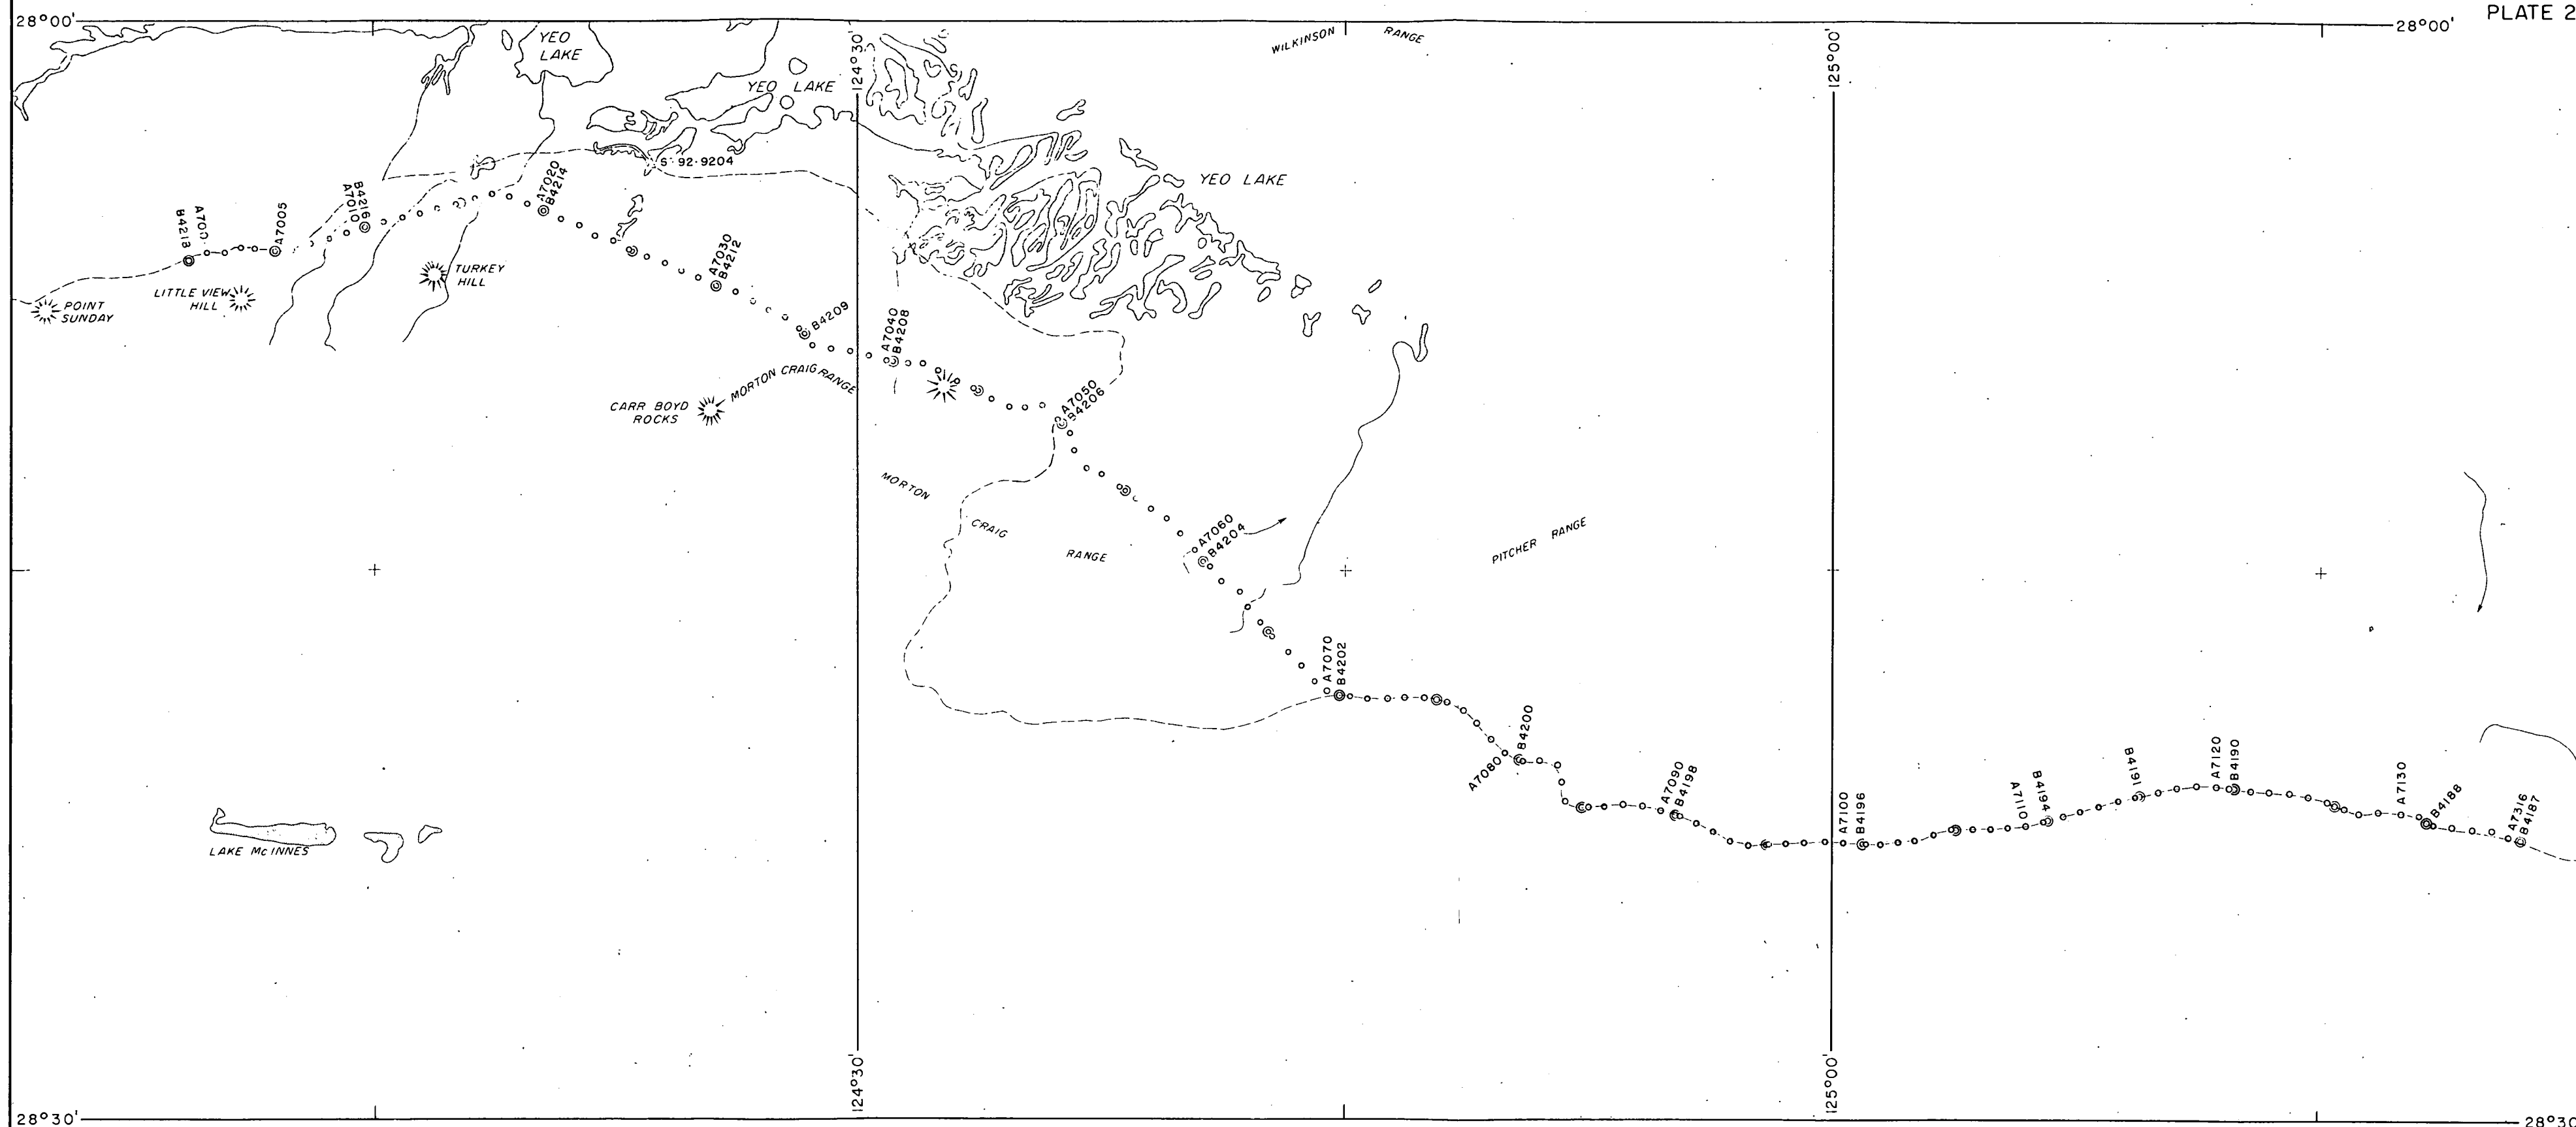 PLATE 2
28°00'
28°00'
YEO
LAKE
YEO LAKE
124°30'
WILKINSON RANGE
125°00'
S' 92·9204
YEO LAKE
B4218
A700
A7005
B4216
A7010
A7020
B4214
A7030
B4212
B4209
A7040
B4208
POINT
SUNDAY
LITTLE VIEW
HILL
TURKEY
HILL
CARR BOYD
ROCKS
MORTON CRAIG RANGE
A7050
B4206
MORTON
CRAIG
RANGE
A7060
B4204
PITCHER RANGE
A7070
B4202
A7080
B4200
A7090
B4198
A7100
B4196
A7110
B4194
B4191
A7120
B4190
A7130
B4188
A7316
B4187
LAKE McINNES
124°30'
125°00'
28°30'
28°30